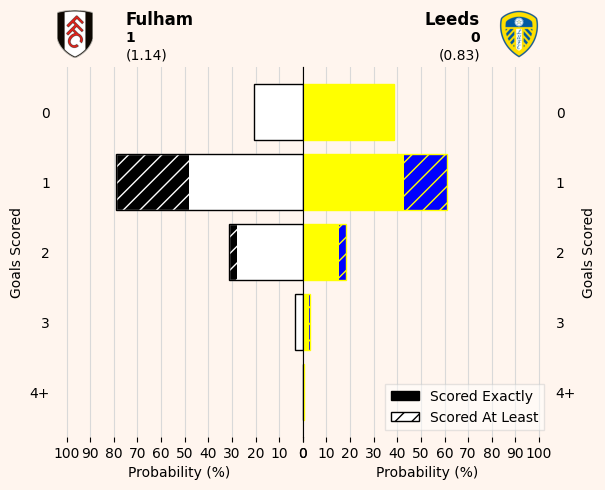 Fulham
1
(1.14)
Leeds
0
(0.83)
0
1
2
3
4+
Goals Scored
0
1
2
3
4+
Goals Scored
Scored Exactly
Scored At Least
100 90 80 70 60 50 40 30 20 10 0
0 10 20 30 40 50 60 70 80 90 100
Probability (%)
Probability (%)